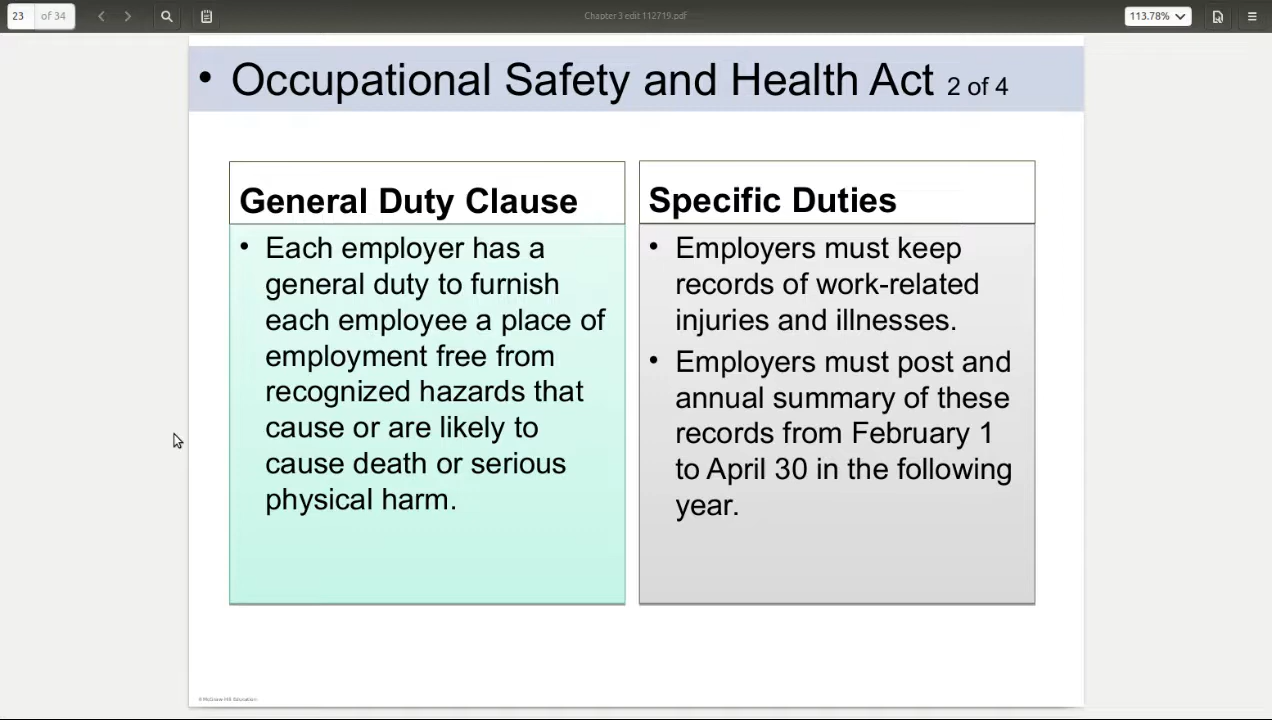 23 of 34
Chapter 3 edit 112719.pdf
113.78%
• Occupational Safety and Health Act 2 of 4
General Duty Clause
• Each employer has a
general duty to furnish
each employee a place of
employment free from
recognized hazards that
cause or are likely to
cause death or serious
physical harm.
Specific Duties
• Employers must keep
records of work-related
injuries and illnesses.
• Employers must post and
annual summary of these
records from February 1
to April 30 in the following
year.
© McGraw Hill Education